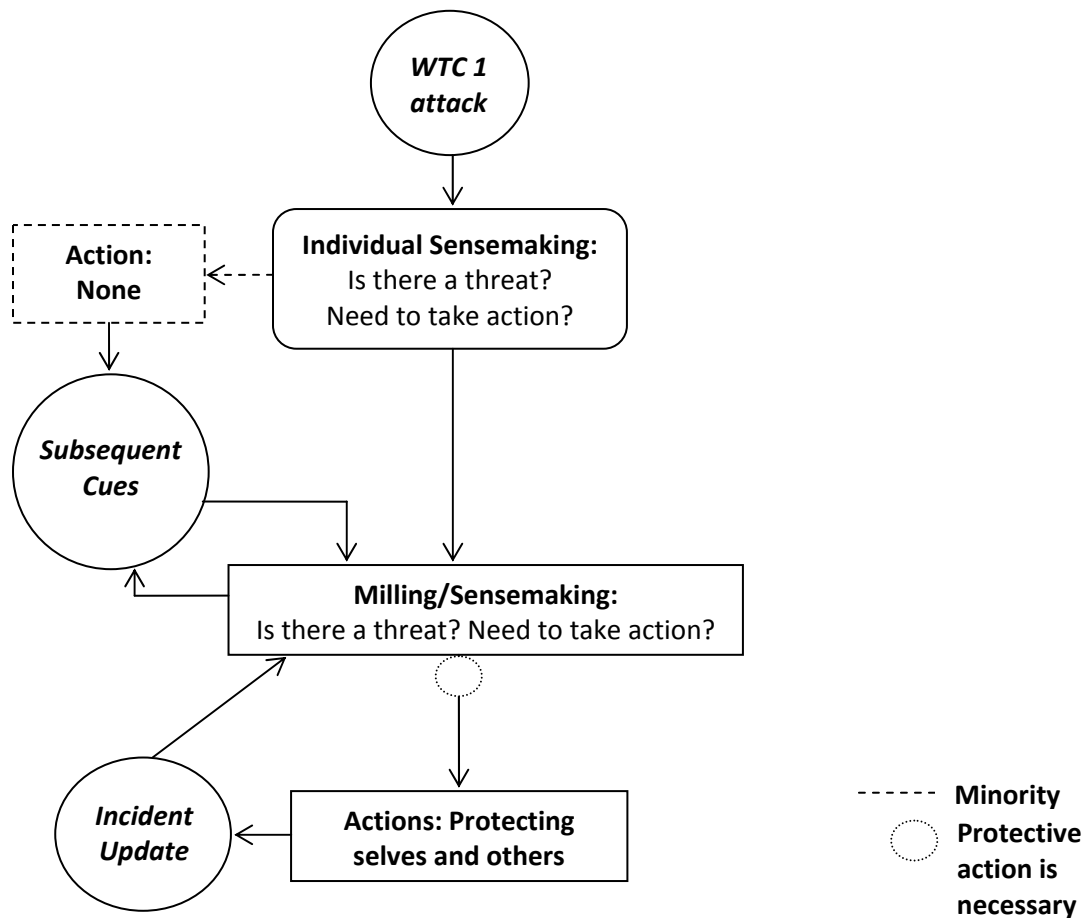 WTC 1
attack
Individual Sensemaking:
Is there a threat?
Need to take action?
Action:
None
Subsequent
Cues
Milling/Sensemaking:
Is there a threat? Need to take action?
Incident
Update
Actions: Protecting
selves and others
Minority
Protective
action is
necessary